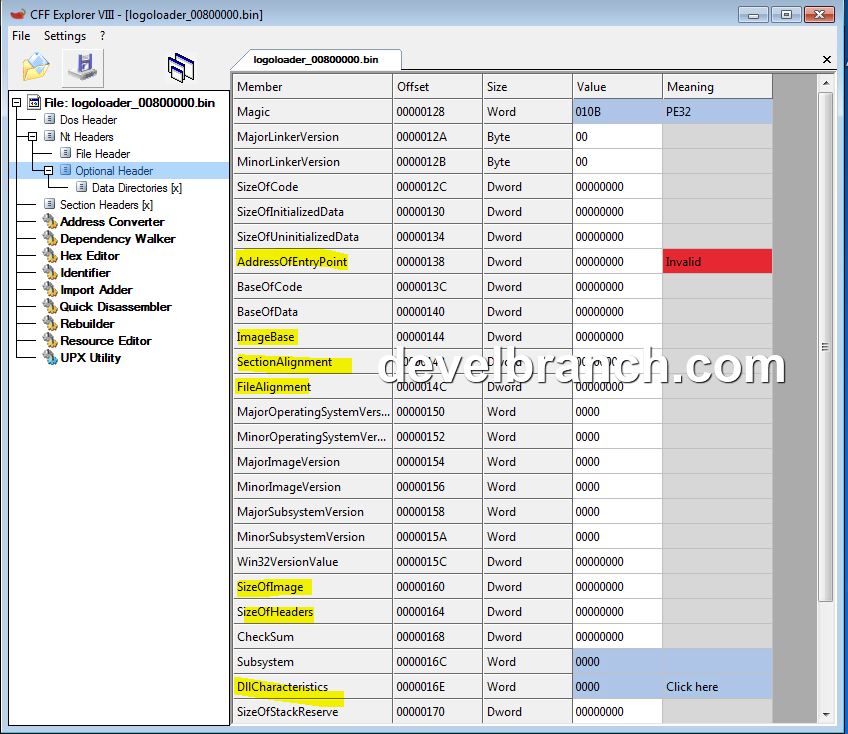 CFF Explorer VIII - [logoloader_00800000.bin]
File Settings ?
logoloader_00800000.bin
File: logoloader_00800000.bin
Dos Header
Nt Headers
File Header
Optional Header
Data Directories [x]
Section Headers [x]
Address Converter
Dependency Walker
Hex Editor
Identifier
Import Adder
Quick Disassembler
Rebuilder
Resource Editor
UPX Utility
Member Offset Size Value Meaning
Magic 00000128 Word 010B PE32
MajorLinkerVersion 0000012A Byte 00
MinorLinkerVersion 0000012B Byte 00
SizeOfCode 0000012C Dword 00000000
SizeOfInitializedData 00000130 Dword 00000000
SizeOfUninitializedData 00000134 Dword 00000000
AddressOfEntryPoint 00000138 Dword 00000000 Invalid
BaseOfCode 0000013C Dword 00000000
BaseOfData 00000140 Dword 00000000
ImageBase 00000144 Dword 00000000
SectionAlignment
develbranch.com
FileAlignment 0000014C Dword 00000000
MajorOperatingSystemVers... 00000150 Word 0000
MinorOperatingSystemVer... 00000152 Word 0000
MajorImageVersion 00000154 Word 0000
MinorImageVersion 00000156 Word 0000
MajorSubsystemVersion 00000158 Word 0000
MinorSubsystemVersion 0000015A Word 0000
Win32VersionValue 0000015C Dword 00000000
SizeOfImage 00000160 Dword 00000000
SizeOfHeaders 00000164 Dword 00000000
CheckSum 00000168 Dword 00000000
Subsystem 0000016C Word 0000
DllCharacteristics 0000016E Word 0000 Click here
SizeOfStackReserve 00000170 Dword 00000000